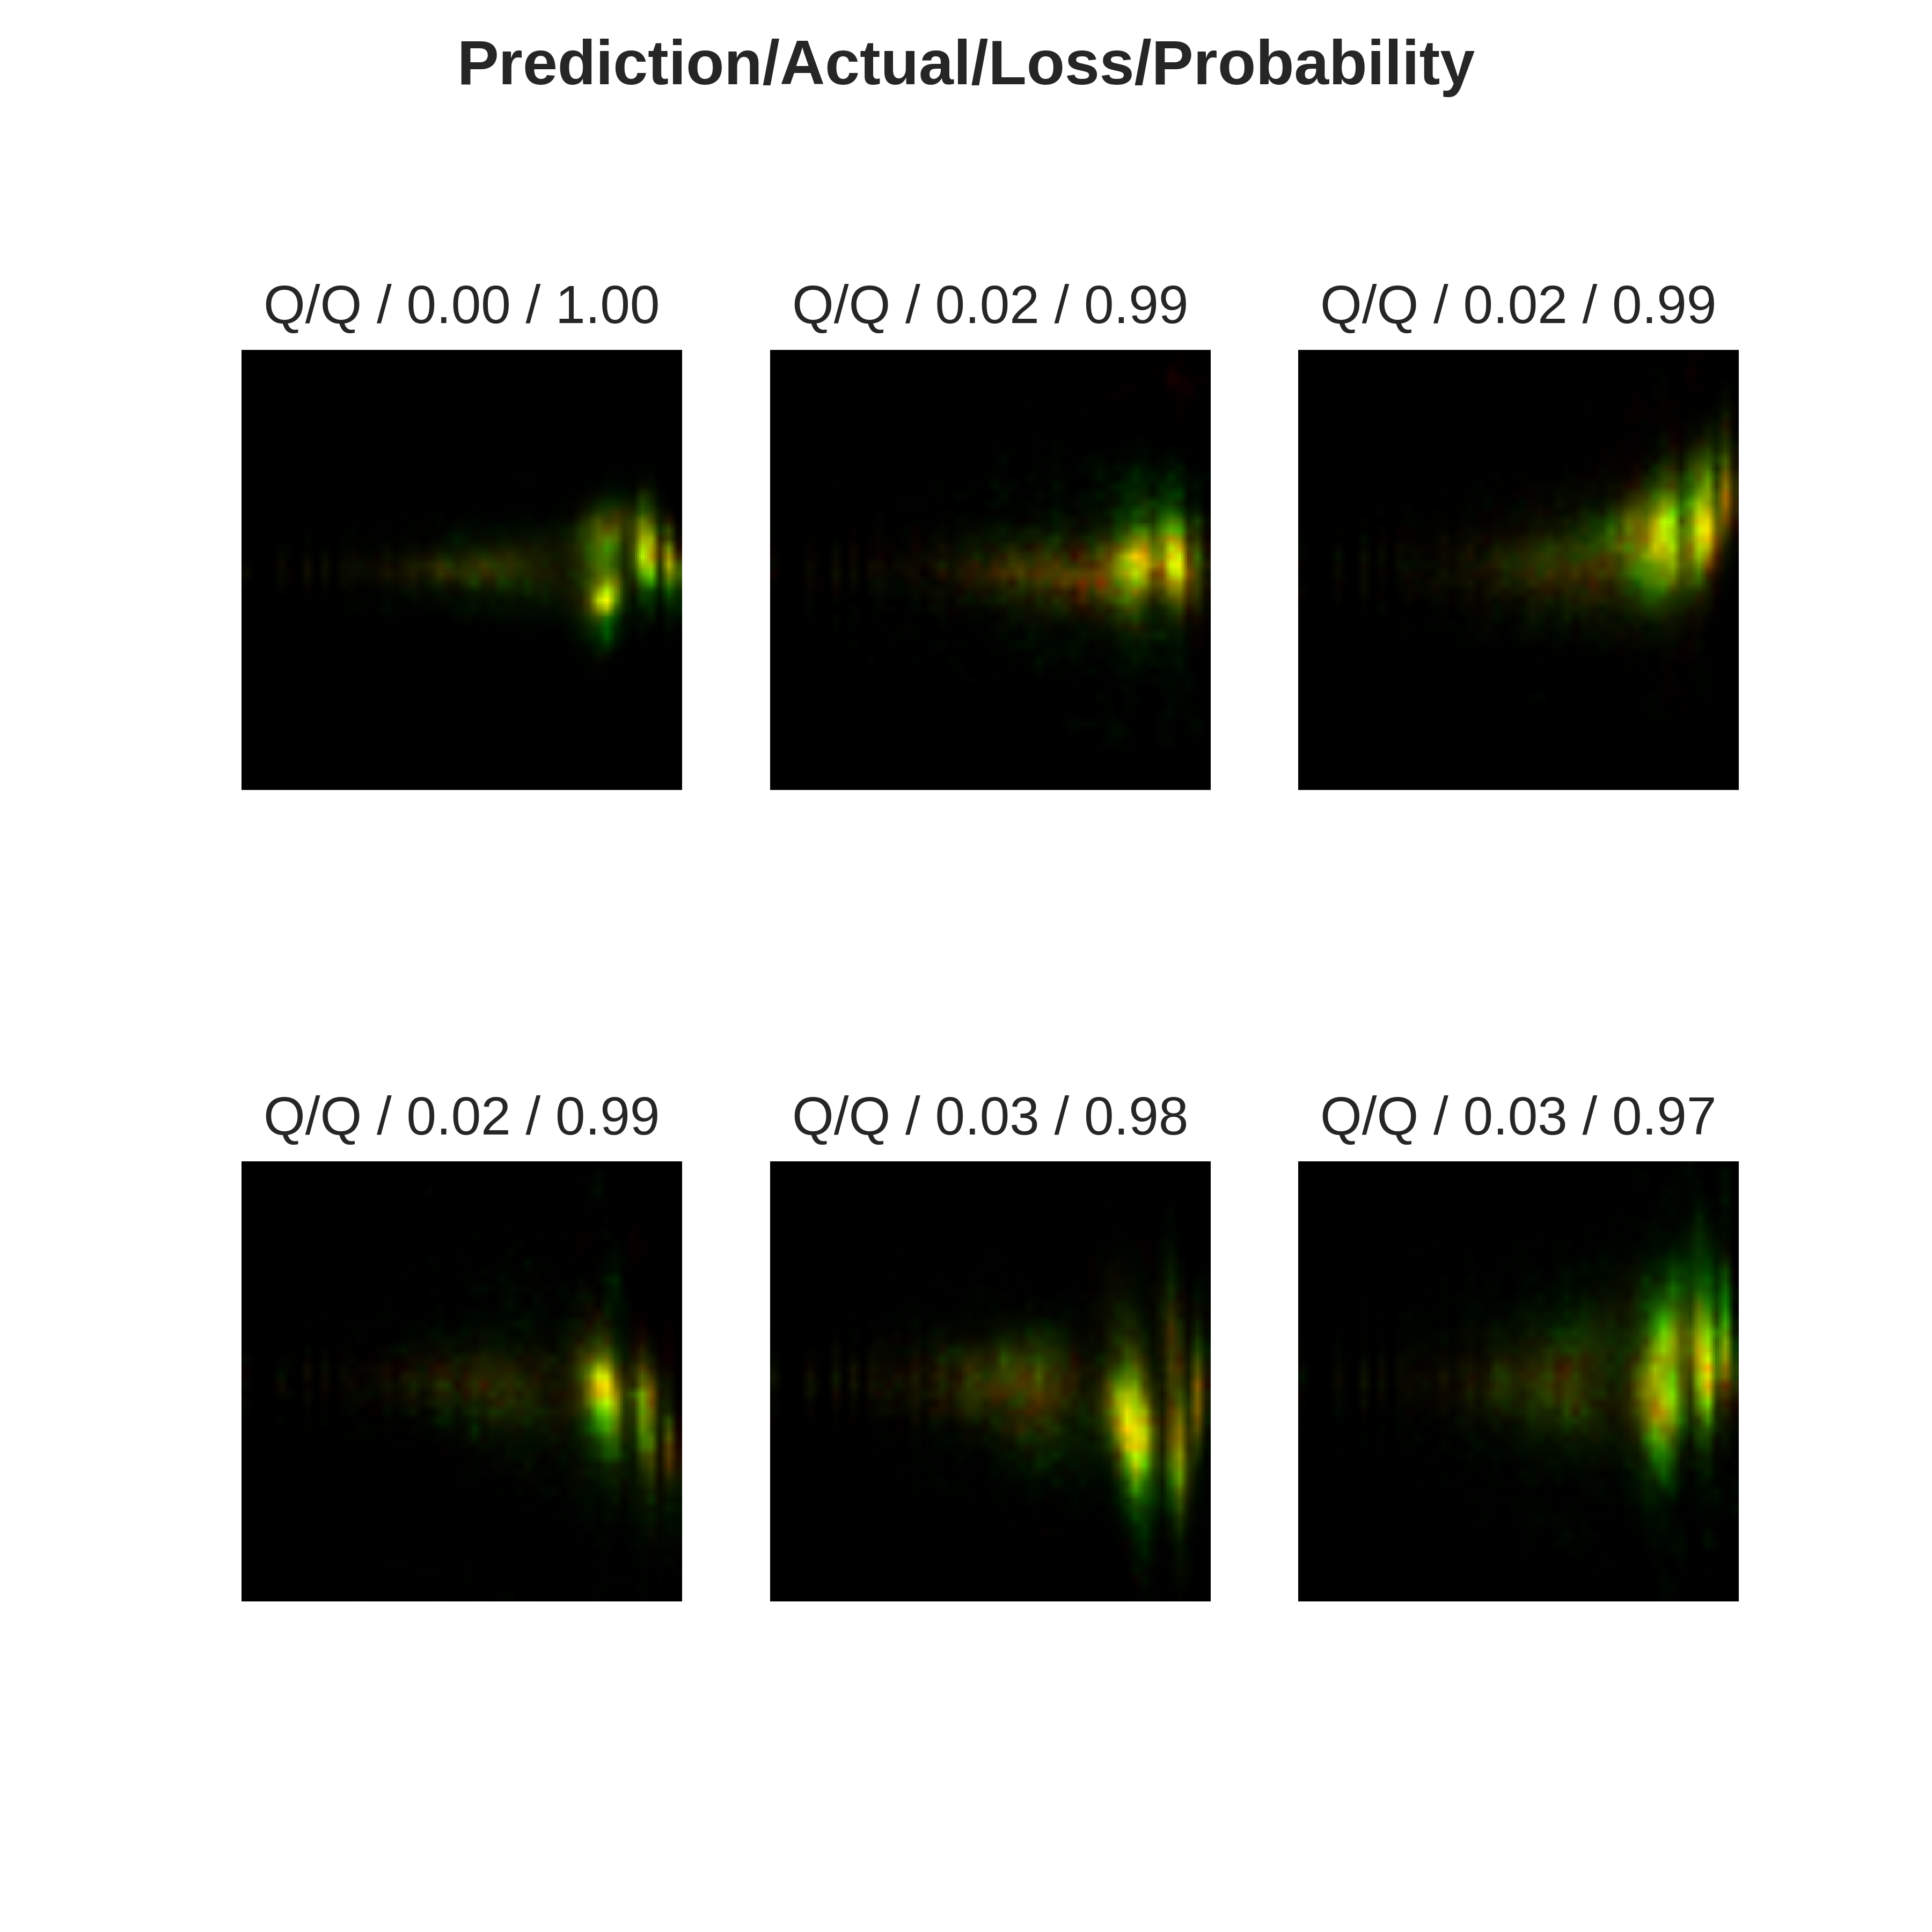 Prediction/Actual/Loss/Probability
Q/Q / 0.00 / 1.00
Q/Q / 0.02 / 0.99
Q/Q / 0.02 / 0.99
Q/Q / 0.02 / 0.99
Q/Q / 0.03 / 0.98
Q/Q / 0.03 / 0.97